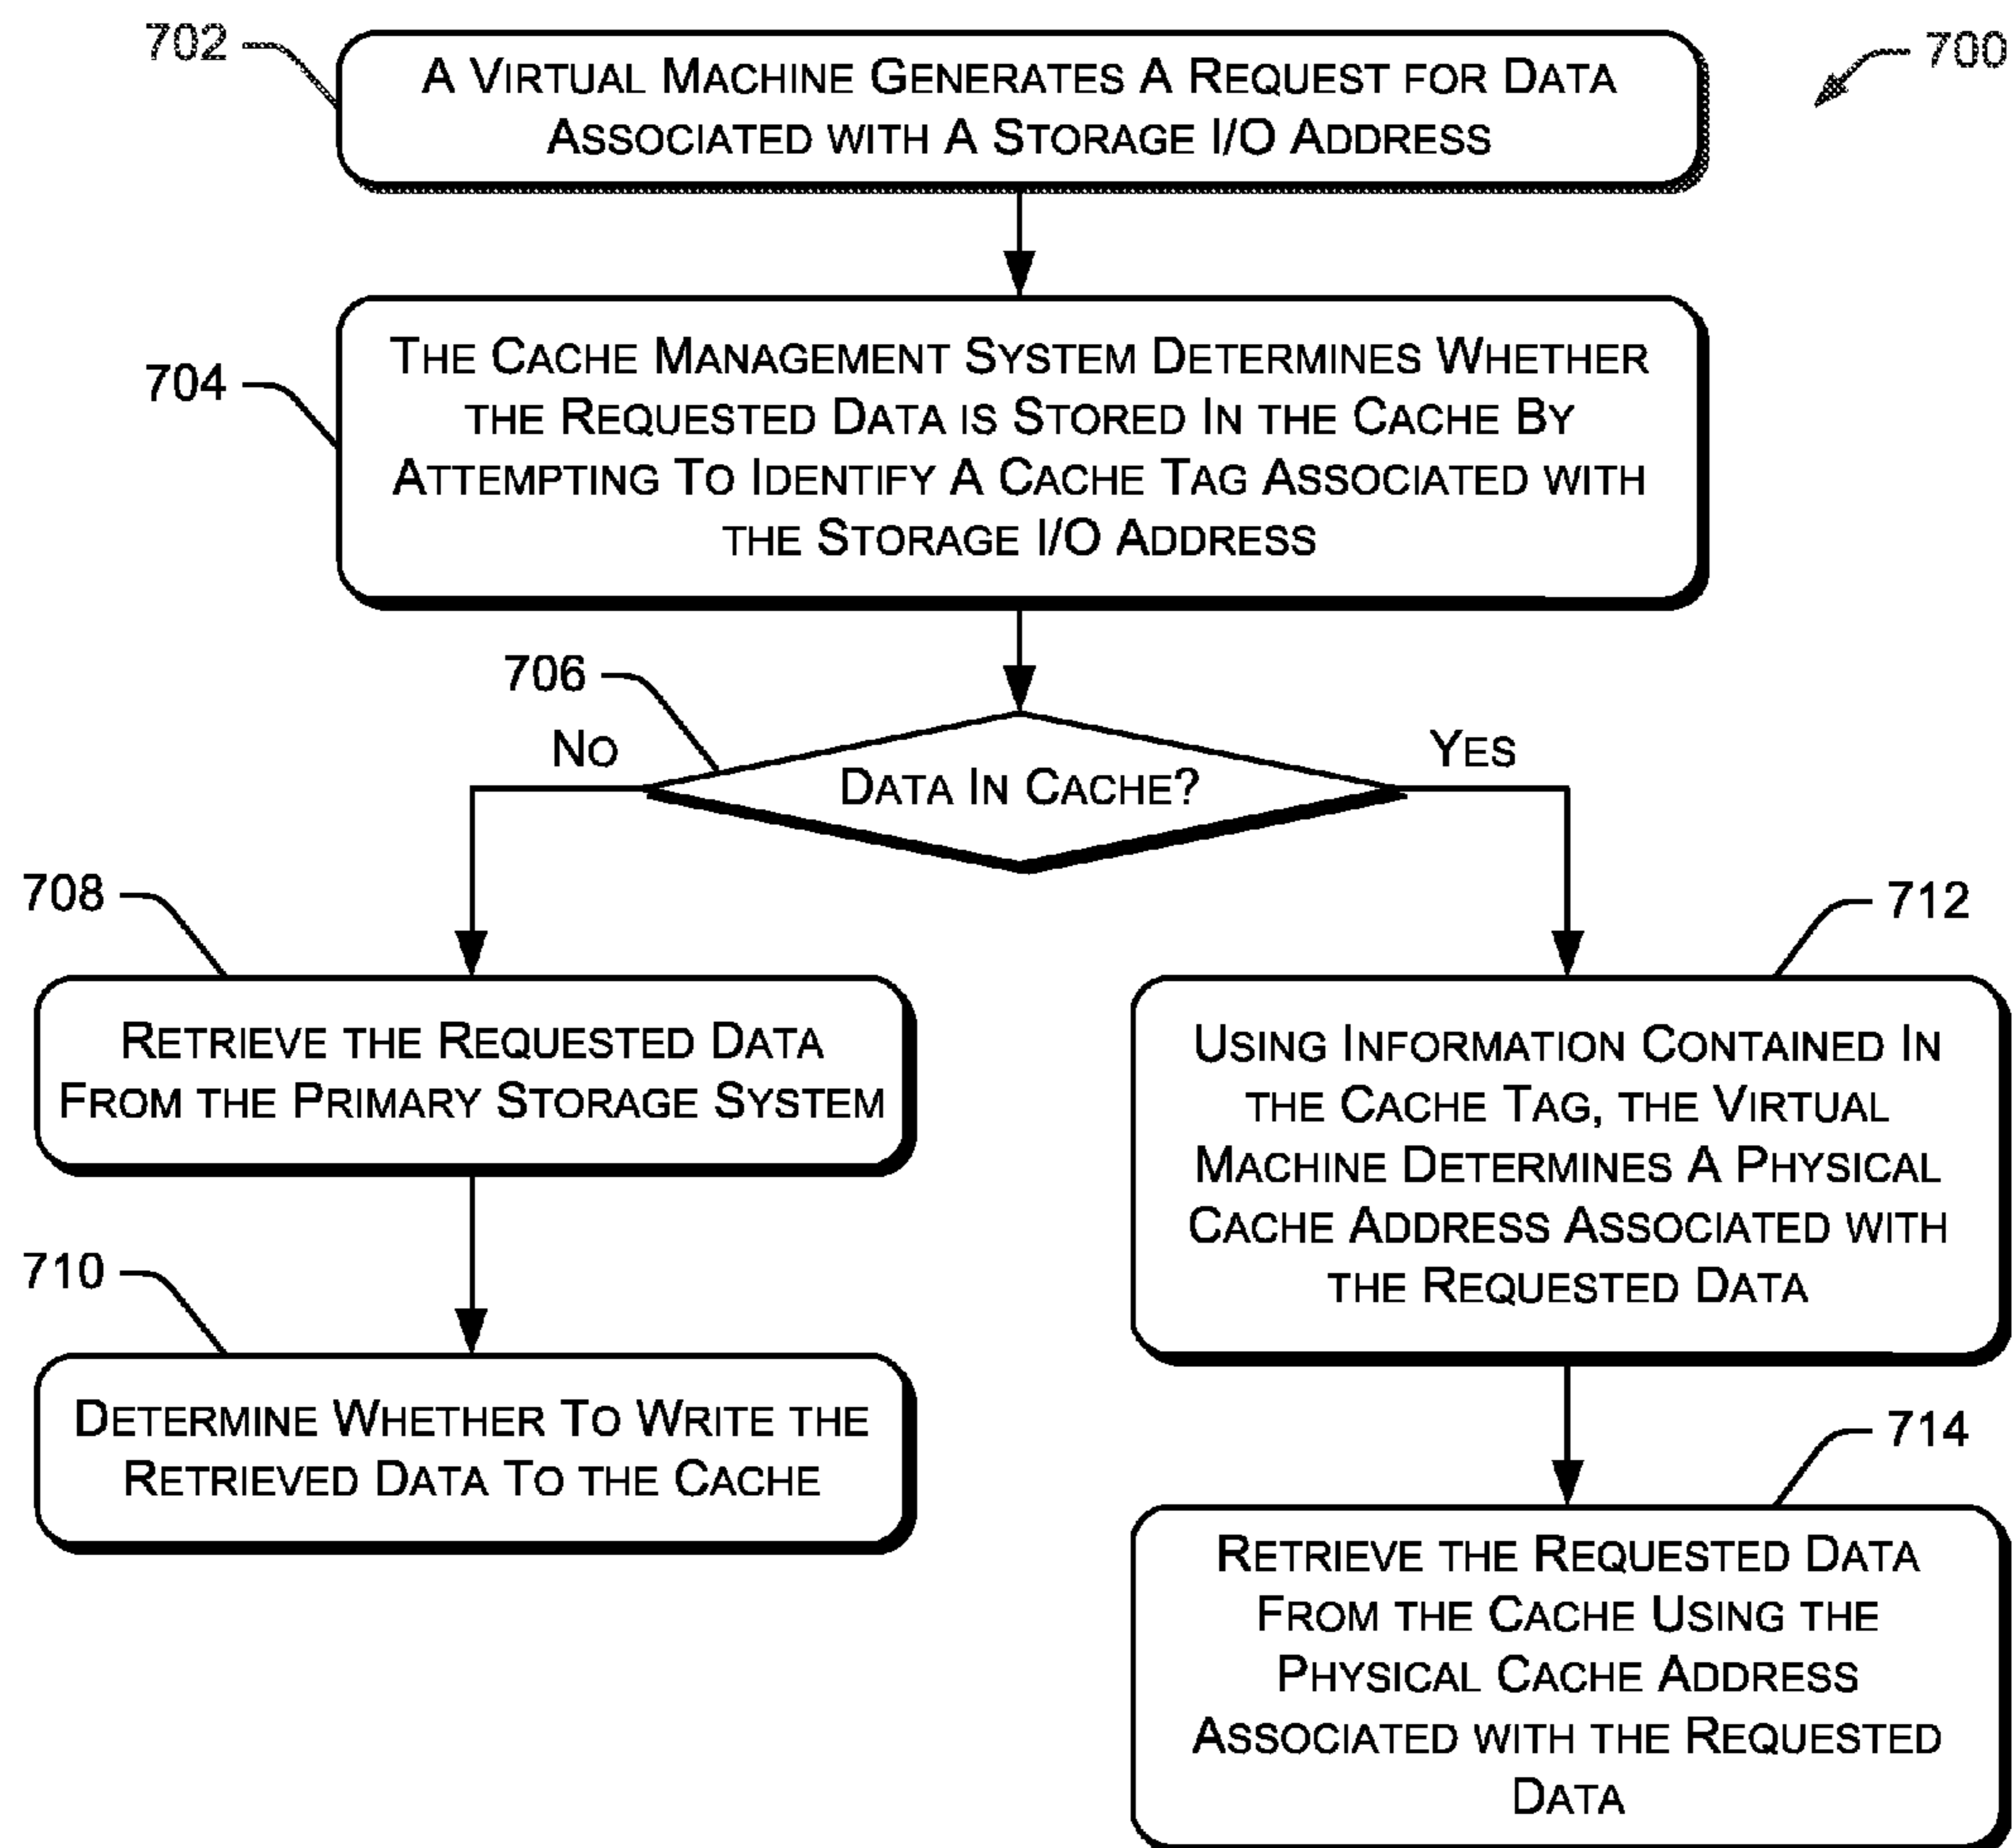 702
700
A VIRTUAL MACHINE GENERATES A REQUEST FOR DATA
ASSOCIATED WITH A STORAGE I/O ADDRESS
704
THE CACHE MANAGEMENT SYSTEM DETERMINES WHETHER
THE REQUESTED DATA IS STORED IN THE CACHE BY
ATTEMPTING TO IDENTIFY A CACHE TAG ASSOCIATED WITH
THE STORAGE I/O ADDRESS
706
NO
YES
DATA IN CACHE?
708
RETRIEVE THE REQUESTED DATA
FROM THE PRIMARY STORAGE SYSTEM
710
DETERMINE WHETHER TO WRITE THE
RETRIEVED DATA TO THE CACHE
712
USING INFORMATION CONTAINED IN
THE CACHE TAG, THE VIRTUAL
MACHINE DETERMINES A PHYSICAL
CACHE ADDRESS ASSOCIATED WITH
THE REQUESTED DATA
714
RETRIEVE THE REQUESTED DATA
FROM THE CACHE USING THE
PHYSICAL CACHE ADDRESS
ASSOCIATED WITH THE REQUESTED
DATA